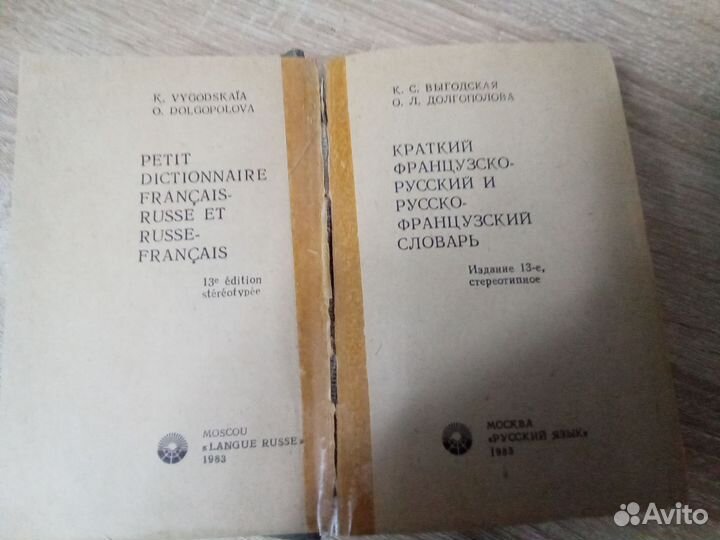 K. VYGODSKAÏA
O. DOLGOPOLOVA
PETIT
DICTIONNAIRE
FRANÇAIS-
RUSSE ET
RUSSE-
FRANÇAIS
13e édition
stéréotypée
MOSCOU
«LANGUE RUSSE»
1983
К. С. ВЫГОДСКАЯ
О. Л. ДОЛГОПОЛОВА
КРАТКИЙ
ФРАНЦУЗСКО-
РУССКИЙ И
РУССКО-
ФРАНЦУЗСКИЙ
СЛОВАРЬ
Издание 13-е,
стереотипное
МОСКВА
«РУССКИЙ ЯЗЫК»
1983
Avito